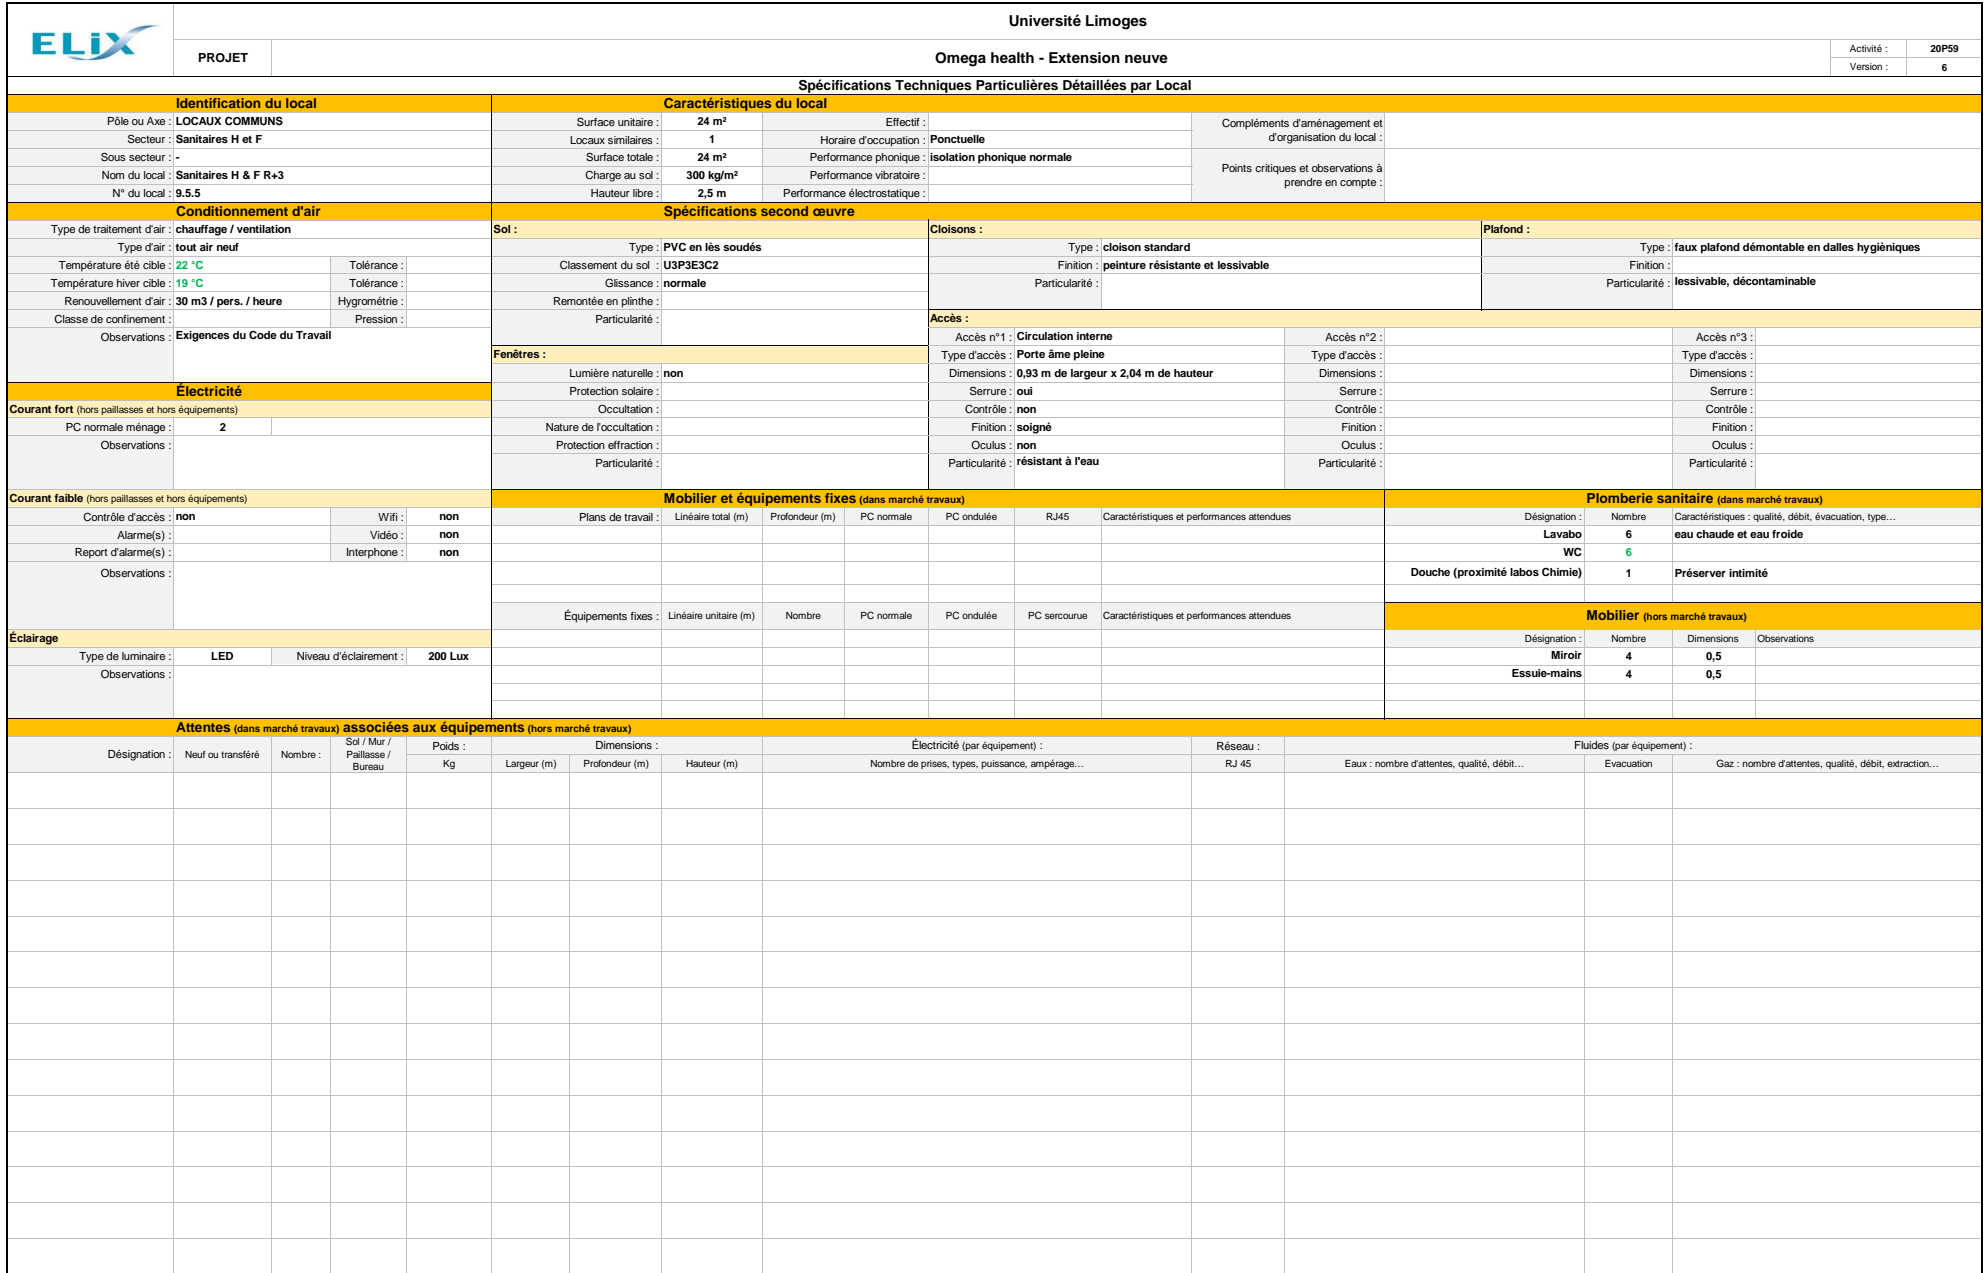 ELiX
Université Limoges
PROJET
Omega health - Extension neuve
Activité : 20P59
Version : 6
Spécifications Techniques Particulières Détaillées par Local
Identification du local
Caractéristiques du local
Pôle ou Axe : LOCAUX COMMUNS
Surface unitaire : 24 m²
Effectif :
Compléments d'aménagement et
d'organisation du local :
Secteur : Sanitaires H et F
Locaux similaires : 1
Horaire d'occupation : Ponctuelle
Sous secteur : -
Surface totale : 24 m²
Performance phonique : isolation phonique normale
Points critiques et observations à
prendre en compte :
Nom du local : Sanitaires H & F R+3
Charge au sol : 300 kg/m²
Performance vibratoire :
N° du local : 9.5.5
Hauteur libre : 2,5 m
Performance électrostatique :
Conditionnement d'air
Spécifications second œuvre
Type de traitement d'air : chauffage / ventilation
Type d'air : tout air neuf
Température été cible : 22 °C Tolérance :
Température hiver cible : 19 °C Tolérance :
Renouvellement d'air : 30 m3 / pers. / heure Hygrométrie :
Classe de confinement : Pression :
Observations : Exigences du Code du Travail
Sol :
Type : PVC en lès soudés
Classement du sol : U3P3E3C2
Glissance : normale
Remontée en plinthe :
Particularité :
Cloisons :
Type : cloison standard
Finition : peinture résistante et lessivable
Particularité :
Plafond :
Type : faux plafond démontable en dalles hygièniques
Finition :
Particularité : lessivable, décontaminable
Fenêtres :
Lumière naturelle : non
Protection solaire :
Occultation :
Nature de l'occultation :
Protection effraction :
Particularité :
Accès :
Accès n°1 : Circulation interne Accès n°2 : Accès n°3 :
Type d'accès : Porte âme pleine Type d'accès : Type d'accès :
Dimensions : 0,93 m de largeur x 2,04 m de hauteur Dimensions : Dimensions :
Serrure : oui Serrure : Serrure :
Contrôle : non Contrôle : Contrôle :
Finition : soigné Finition : Finition :
Oculus : non Oculus : Oculus :
Particularité : résistant à l'eau Particularité : Particularité :
Électricité
Courant fort (hors paillasses et hors équipements)
PC normale ménage : 2
Observations :
Courant faible (hors paillasses et hors équipements)
Contrôle d'accès : non Wifi : non
Alarme(s) : Vidéo : non
Report d'alarme(s) : Interphone : non
Observations :
Éclairage
Type de luminaire : LED Niveau d'éclairement : 200 Lux
Observations :
Mobilier et équipements fixes (dans marché travaux)
Plans de travail : Linéaire total (m) Profondeur (m) PC normale PC ondulée RJ45 Caractéristiques et performances attendues
Équipements fixes : Linéaire unitaire (m) Nombre PC normale PC ondulée PC sercourue Caractéristiques et performances attendues
Plomberie sanitaire (dans marché travaux)
Désignation : Nombre Caractéristiques : qualité, débit, évacuation, type…
Lavabo 6 eau chaude et eau froide
WC 6
Douche (proximité labos Chimie) 1 Préserver intimité
Mobilier (hors marché travaux)
Désignation : Nombre Dimensions Observations
Miroir 4 0,5
Essuie-mains 4 0,5
Attentes (dans marché travaux) associées aux équipements (hors marché travaux)
Désignation : Neuf ou transféré Nombre :
Sol / Mur /
Paillasse /
Bureau
Poids : Dimensions : Électricité (par équipement) : Réseau : Fluides (par équipement) :
Kg Largeur (m) Profondeur (m) Hauteur (m) Nombre de prises, types, puissance, ampérage… RJ 45 Eaux : nombre d'attentes, qualité, débit… Evacuation Gaz : nombre d'attentes, qualité, débit, extraction…